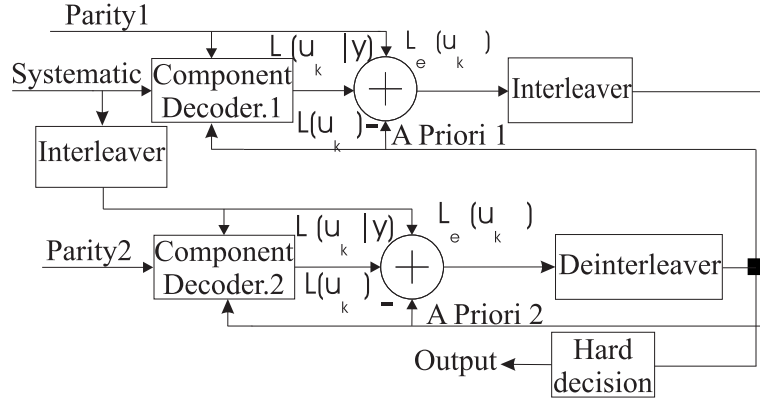 Parity1
L (u k |y)
L e (u k )
Systematic
Component
Decoder.1
+
Interleaver
L(u k )
-
A Priori 1
Interleaver
L (u k |y)
L e (u k )
Parity2
Component
Decoder.2
+
Deinterleaver
L(u k )
-
A Priori 2
Output
Hard
decision